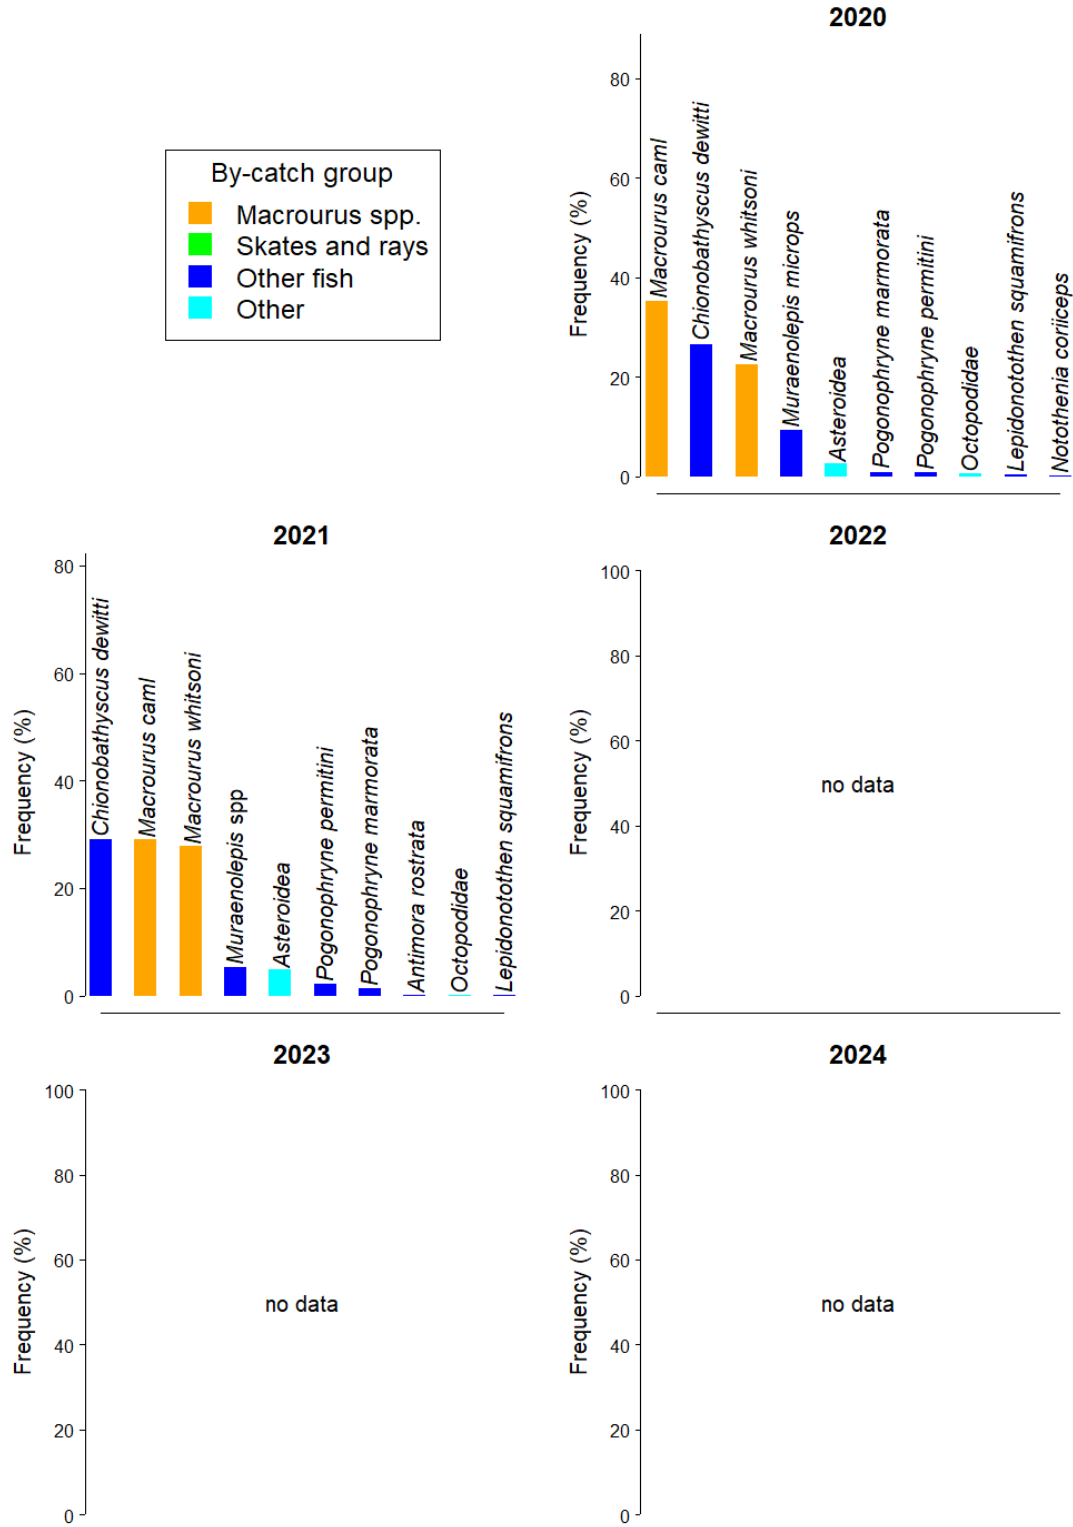 By-catch group
Macrourus spp.
Skates and rays
Other fish
Other
2020
Frequency (%)
80
60
40
20
0
Macrourus caml
Chionobathyscus dewitti
Macrourus whitsoni
Muraenolepis microps
Asteroidea
Pogonophryne marmorata
Pogonophryne permitini
Octopodidae
Lepidonotothen squamifrons
Notothenia coriiceps
2021
Frequency (%)
80
60
40
20
0
Chionobathyscus dewitti
Macrourus caml
Macrourus whitsoni
Muraenolepis spp
Asteroidea
Pogonophryne permitini
Pogonophryne marmorata
Antimora rostrata
Octopodidae
Lepidonotothen squamifrons
2022
Frequency (%)
100
80
60
40
20
0
no data
2023
Frequency (%)
100
80
60
40
20
0
no data
2024
Frequency (%)
100
80
60
40
20
0
no data